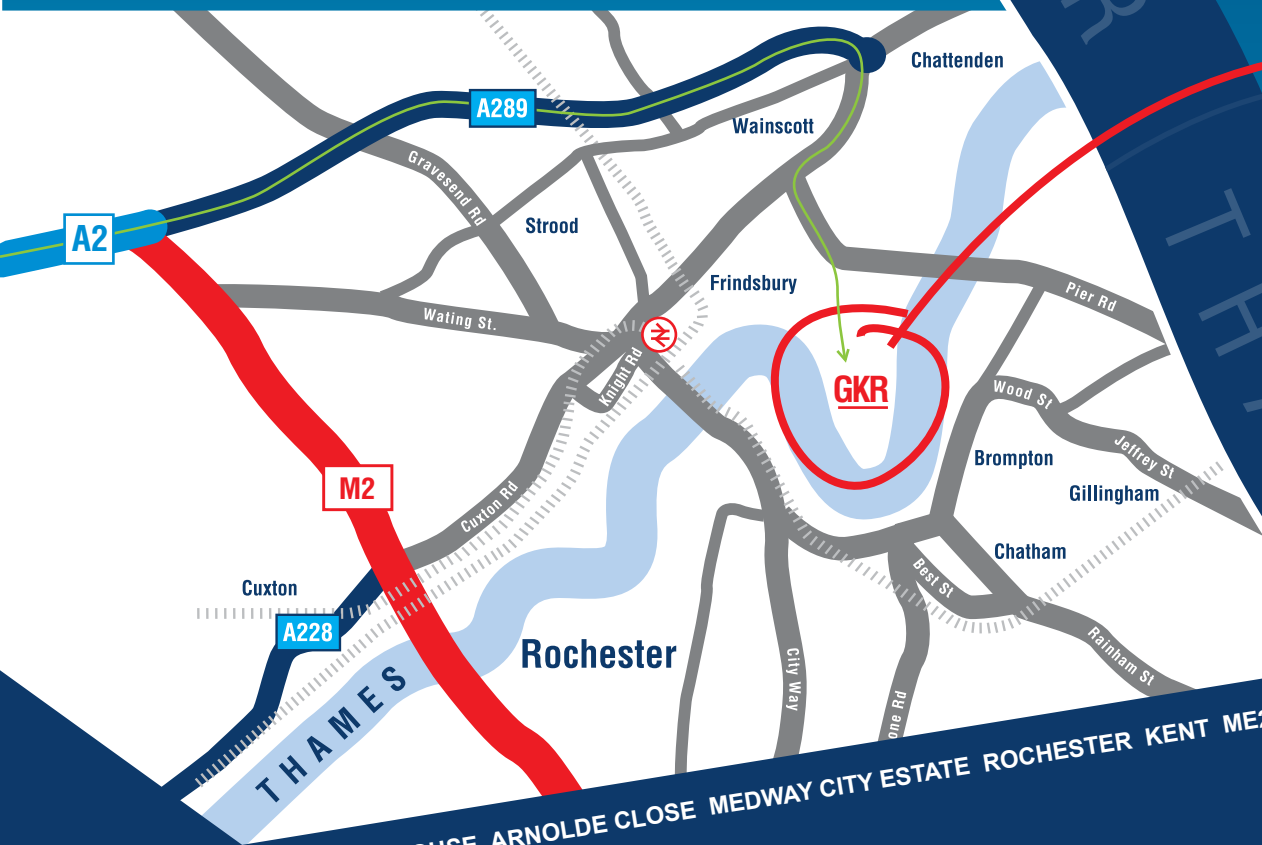 R
Chattenden
A289
Wainscott
Gravesend Rd
T H
Strood
A2
Frindsbury
Pier Rd
Wating St.
Knight Rd
GKR
Wood St
Jeffrey St
Brompton
M2
Gillingham
Cuxton Rd
Chatham
Best St
Cuxton
A228
Rochester
Rainham St
THAMES
City Way
ARNOLDE CLOSE MEDWAY CITY ESTATE ROCHESTER KENT